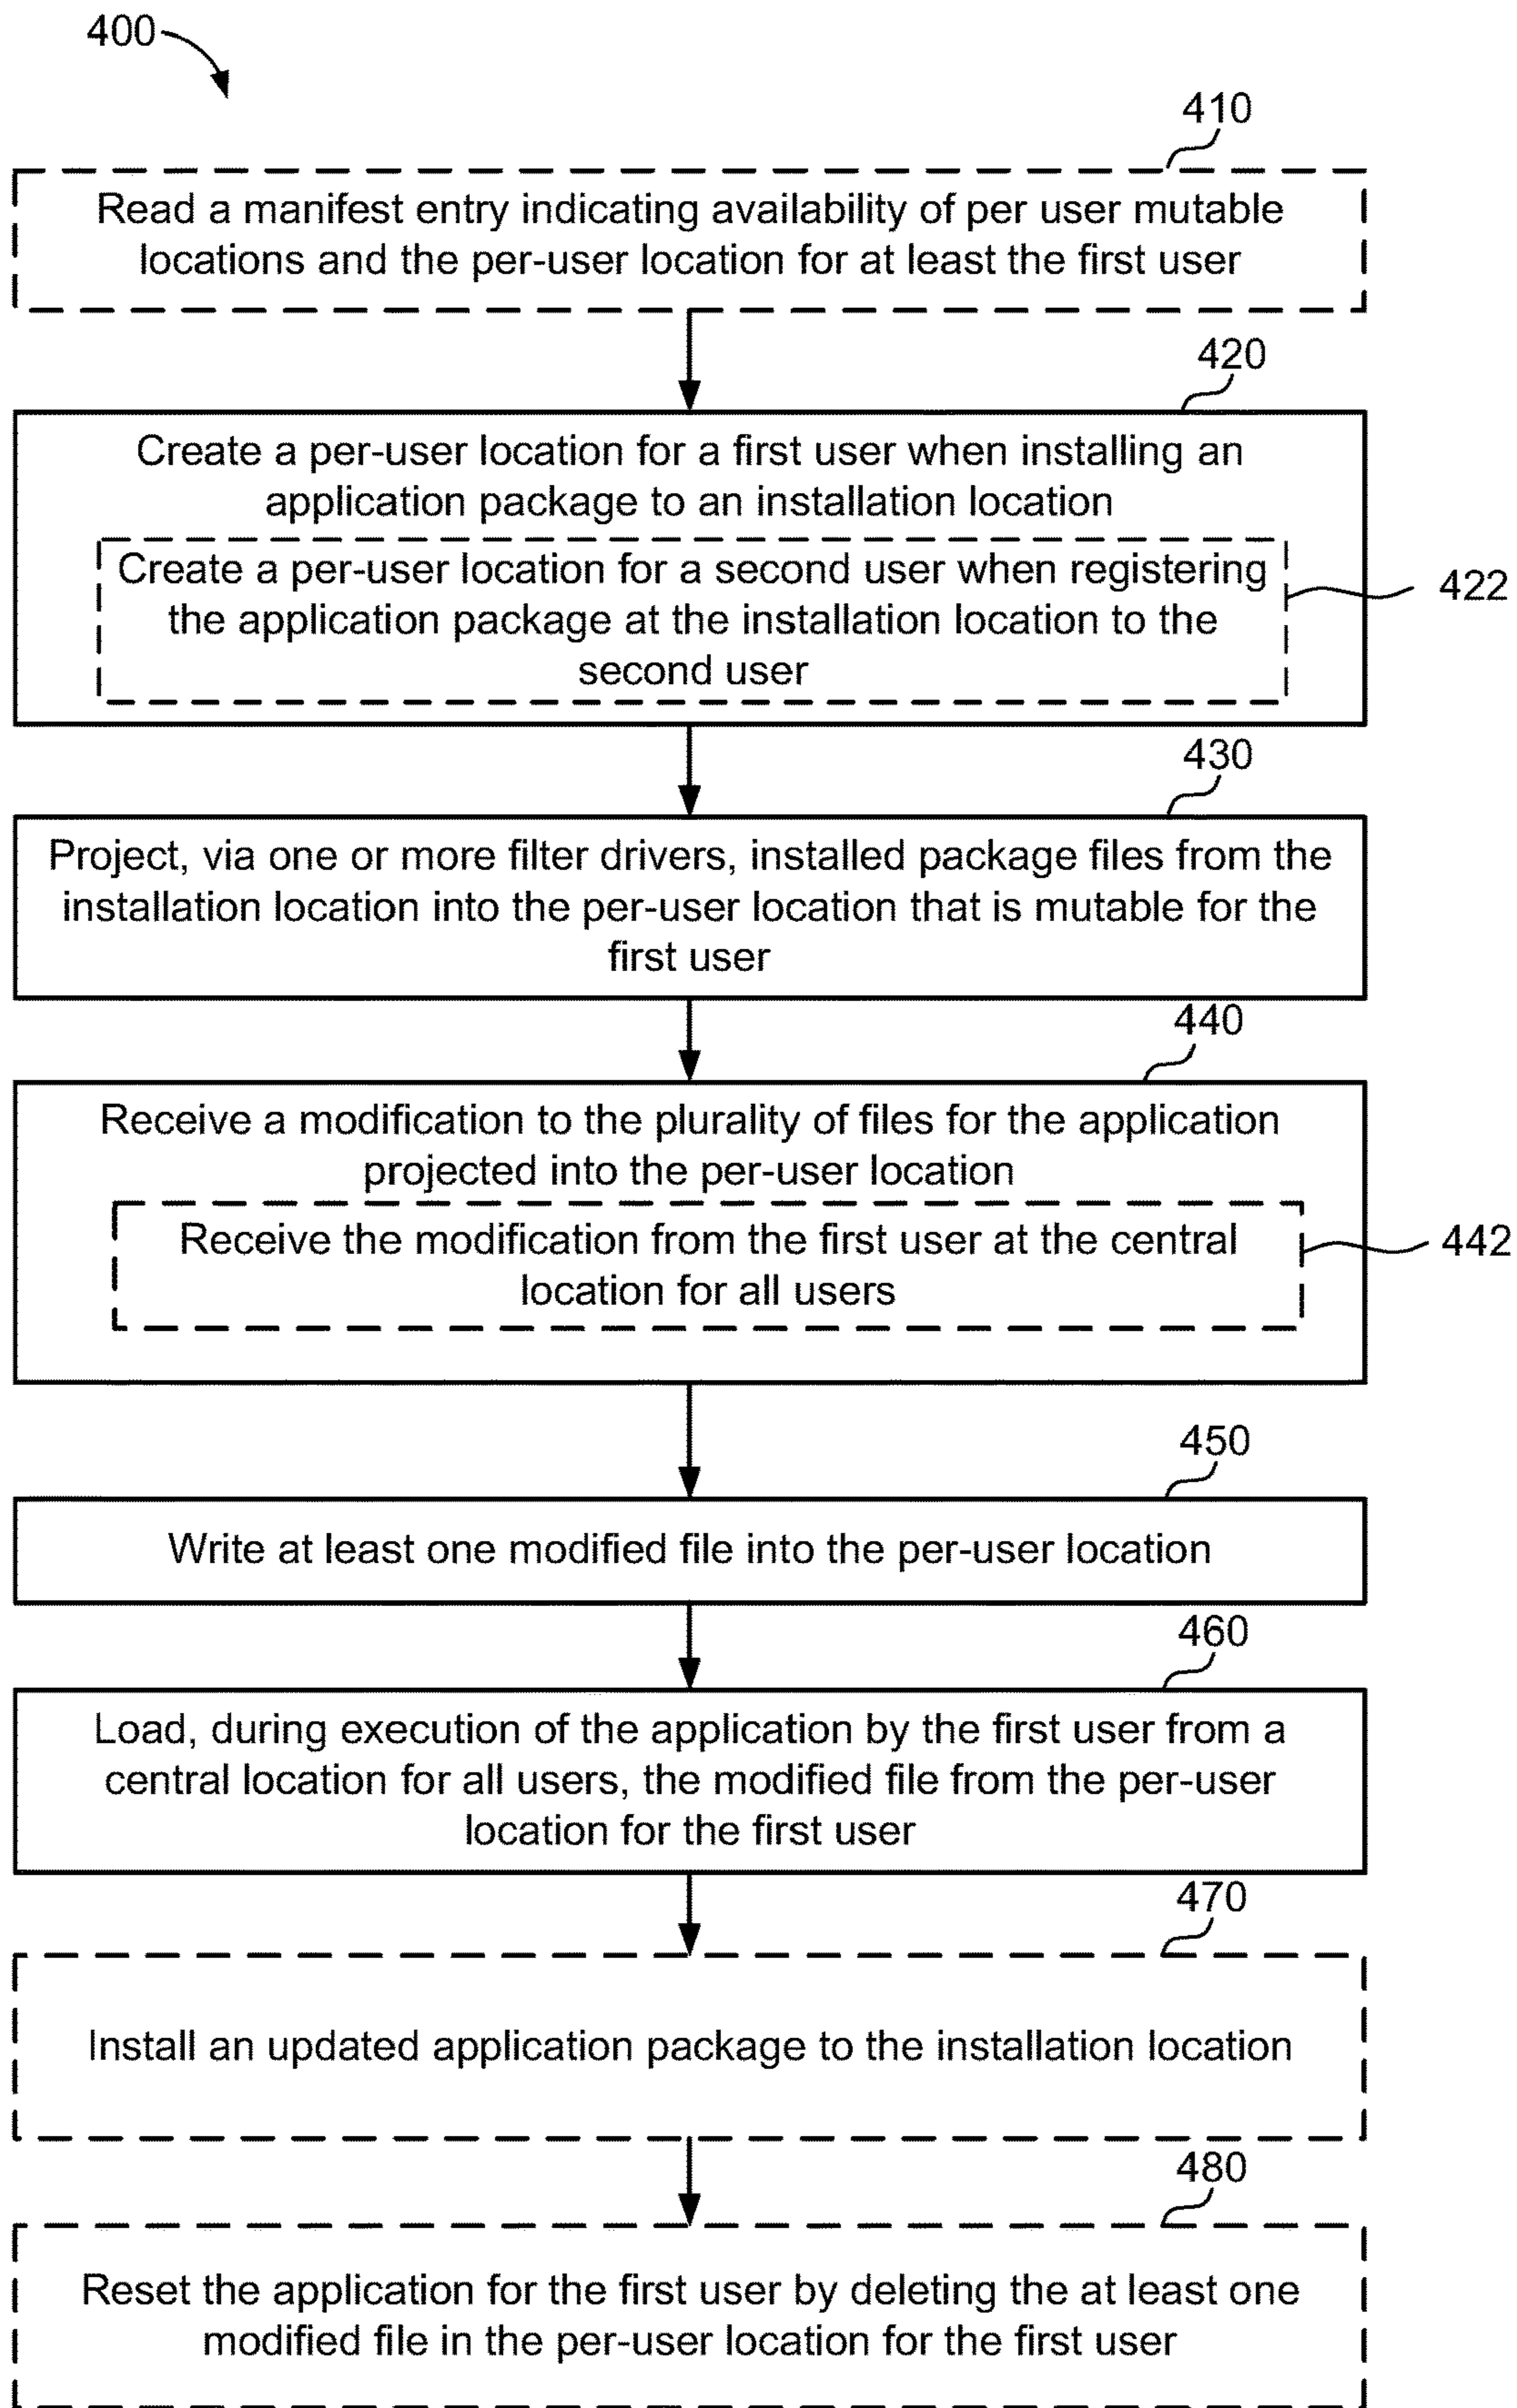 400
410
Read a manifest entry indicating availability of per user mutable
locations and the per-user location for at least the first user
420
Create a per-user location for a first user when installing an
application package to an installation location
Create a per-user location for a second user when registering
the application package at the installation location to the
second user
422
430
Project, via one or more filter drivers, installed package files from the
installation location into the per-user location that is mutable for the
first user
440
Receive a modification to the plurality of files for the application
projected into the per-user location
Receive the modification from the first user at the central
location for all users
442
450
Write at least one modified file into the per-user location
460
Load, during execution of the application by the first user from a
central location for all users, the modified file from the per-user
location for the first user
470
Install an updated application package to the installation location
480
Reset the application for the first user by deleting the at least one
modified file in the per-user location for the first user